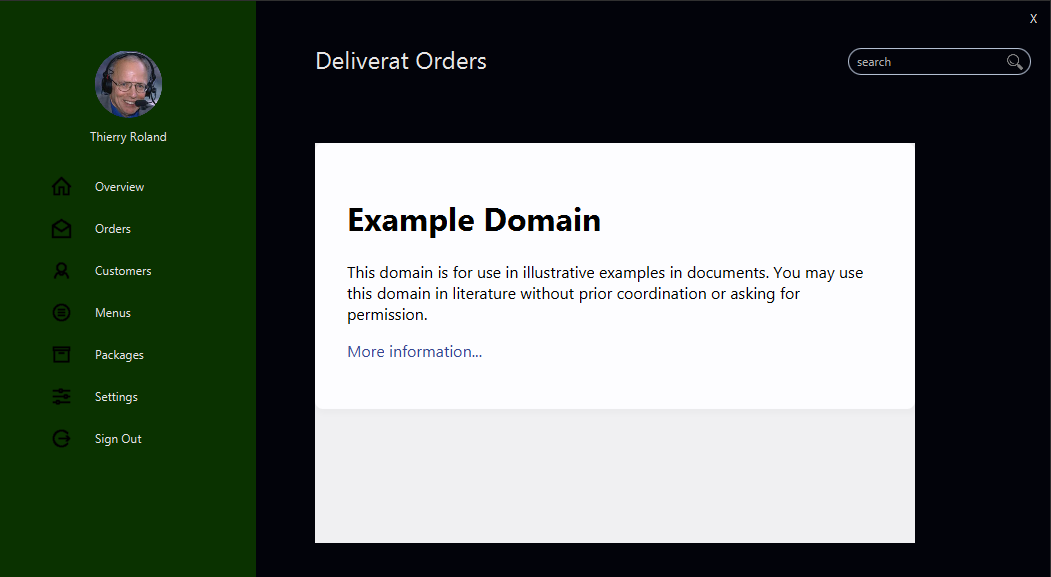 X
Deliverat Orders
search
Thierry Roland
Overview
Orders
Customers
Menus
Packages
Settings
Sign Out
Example Domain
This domain is for use in illustrative examples in documents. You may use
this domain in literature without prior coordination or asking for
permission.
More information...